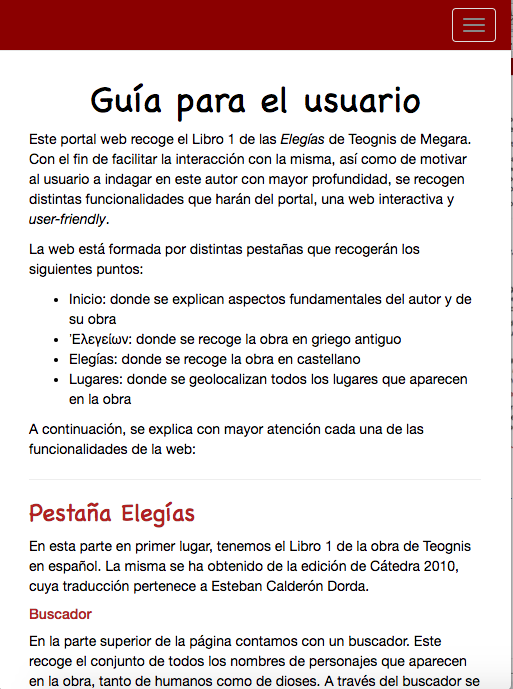 Guía para el usuario
Este portal web recoge el Libro 1 de las Elegías de Teognis de Megara.
Con el fin de facilitar la interacción con la misma, así como de motivar
al usuario a indagar en este autor con mayor profundidad, se recogen
distintas funcionalidades que harán del portal, una web interactiva y
user-friendly.
La web está formada por distintas pestañas que recogerán los
siguientes puntos:
• Inicio: donde se explican aspectos fundamentales del autor y de
su obra
• Ἐλεγείων: donde se recoge la obra en griego antiguo
• Elegías: donde se recoge la obra en castellano
• Lugares: donde se geolocalizan todos los lugares que aparecen
en la obra
A continuación, se explica con mayor atención cada una de las
funcionalidades de la web:
Pestaña Elegías
En esta parte en primer lugar, tenemos el Libro 1 de la obra de Teognis
en español. La misma se ha obtenido de la edición de Cátedra 2010,
cuya traducción pertenece a Esteban Calderón Dorda.
Buscador
En la parte superior de la página contamos con un buscador. Este
recoge el conjunto de todos los nombres de personajes que aparecen
en la obra, tanto de humanos como de dioses. A través del buscador se